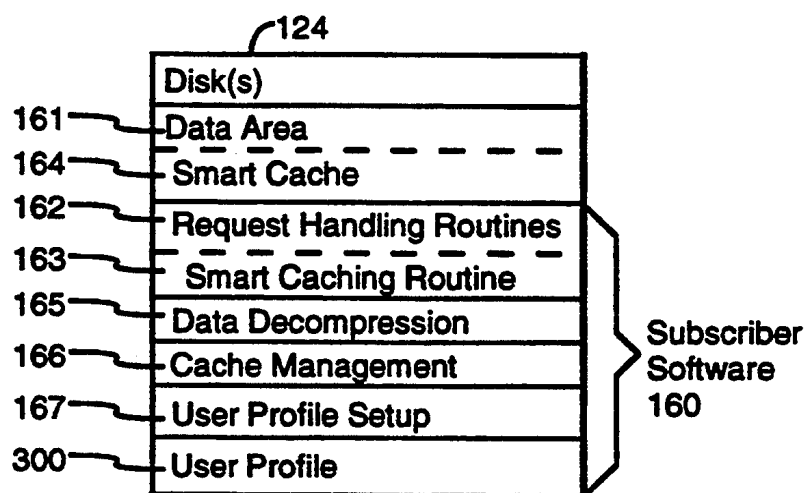 124
Disk(s)
161 Data Area
164 Smart Cache
162 Request Handling Routines
163 Smart Caching Routine
165 Data Decompression
166 Cache Management
167 User Profile Setup
300 User Profile
Subscriber
Software
160